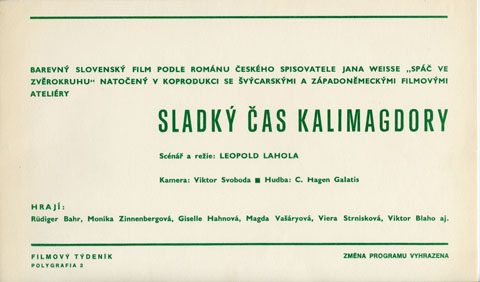 BAREVNÝ SLOVENSKÝ FILM PODLE ROMÁNU ČESKÉHO SPISOVATELE JANA WEISSE „SPÁČ VE
ZVĚROKRUHU“ NATOČENÝ V KOPRODUKCI SE ŠVÝCARSKÝMI A ZÁPADONĚMECKÝMI FILMOVÝMI
ATELIÉRY
SLADKÝ ČAS KALIMAGDORY
Scénář a režie: LEOPOLD LAHOLA
Kamera: Viktor Svoboda ■ Hudba: C. Hagen Galatis
HRAJÍ:
Rüdiger Bahr, Monika Zinnenbergová, Giselle Hahnová, Magda Vašáryová, Viera Strnisková, Viktor Blaho aj.
FILMOVÝ TÝDENÍK
POLYGRAFIA 2
ZMĚNA PROGRAMU VYHRAZENA